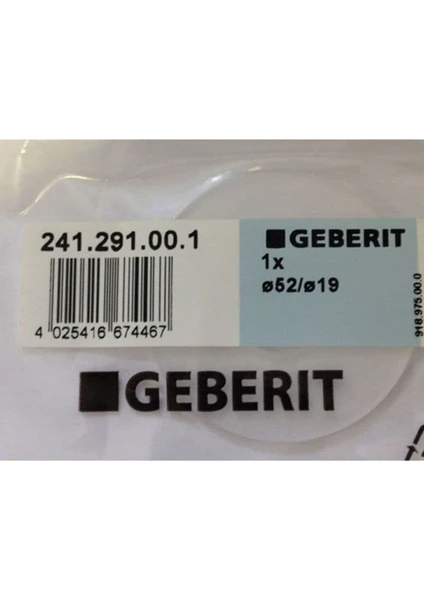 241.291.00.1
GEBERIT
1x
ø52/ø19
918.975.00.0
4 025416 674467
GEBERIT